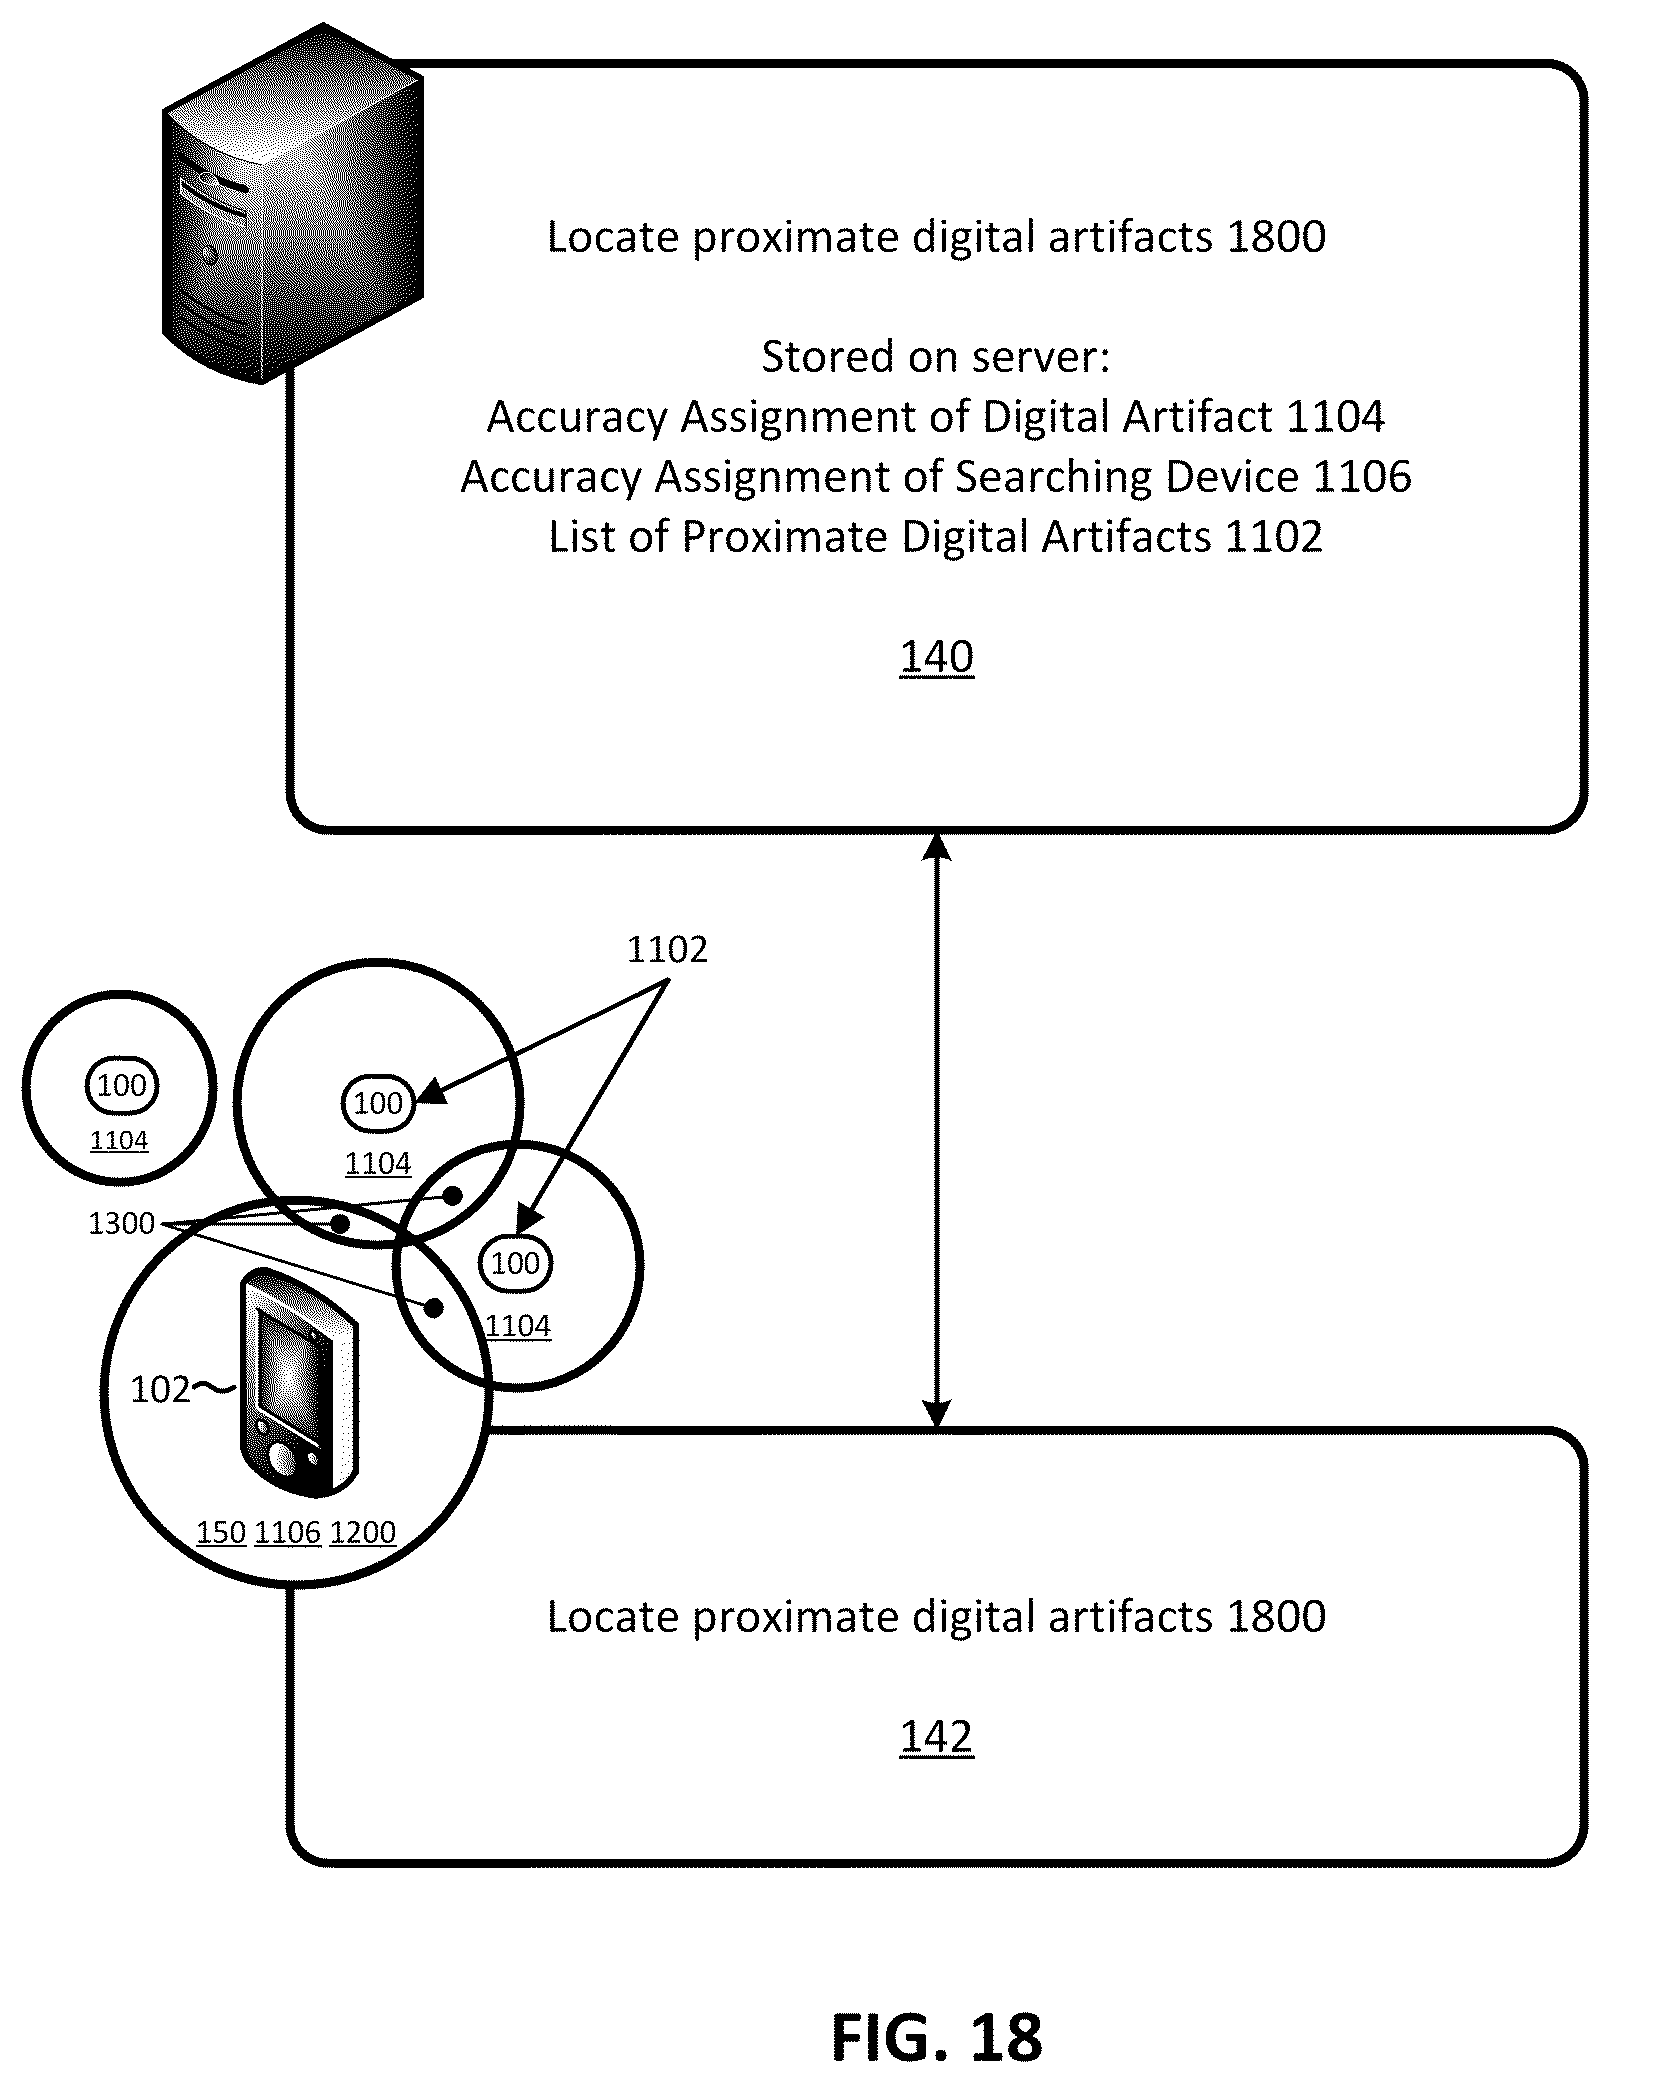 Locate proximate digital artifacts 1800
Stored on server:
Accuracy Assignment of Digital Artifact 1104
Accuracy Assignment of Searching Device 1106
List of Proximate Digital Artifacts 1102
140
1102
100
1104
100
1104
1300
100
1104
102
150 1106 1200
Locate proximate digital artifacts 1800
142
FIG. 18